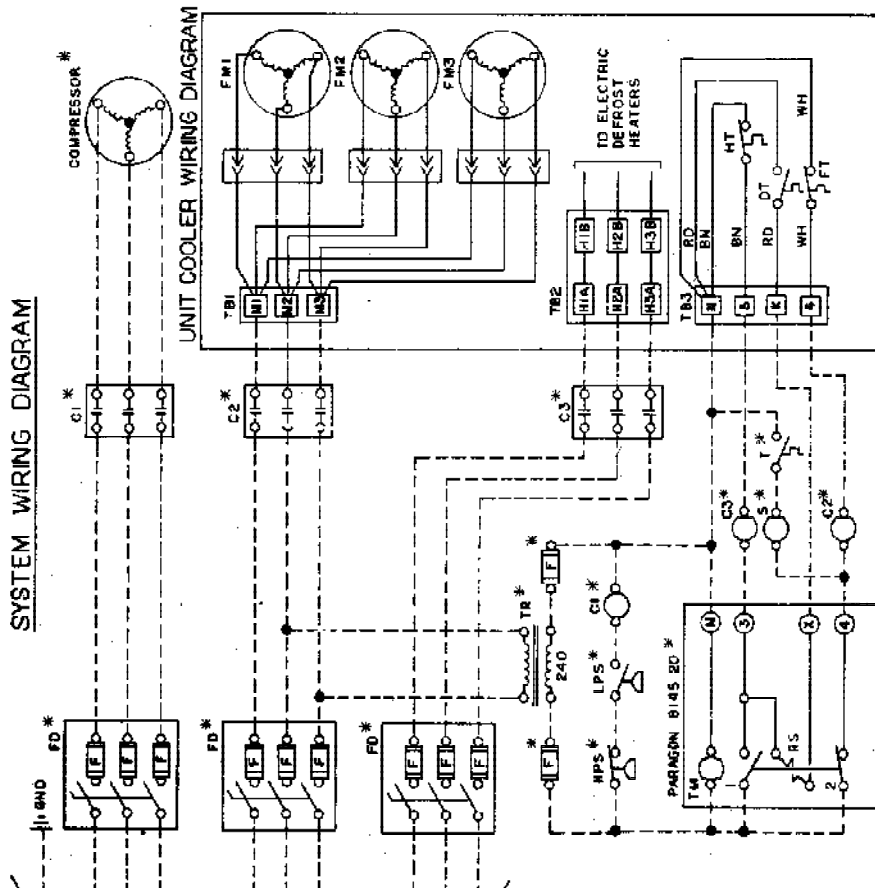 SYSTEM WIRING DIAGRAM
UNIT COOLER WIRING DIAGRAM
COMPRESSOR *
FM1
FM2
FM3
TO ELECTRIC
DEFROST
HEATERS
HT
DT
FT
WH
RD
BN
BN
RD
WH
TB1
M1
M2
M3
TB2
H1A
H1B
H2A
H2B
H3A
H3B
TB3
N
K
4
C1 *
C2 *
C3 *
T *
C3 *
S *
C2 *
F *
TR *
240
F
C1 *
LPS *
HPS *
FD *
F
F
F
FD *
F
F
F
FD *
F
F
F
GND
PARAGON 8145 20 *
N
3
X
4
TM
1
RS
2